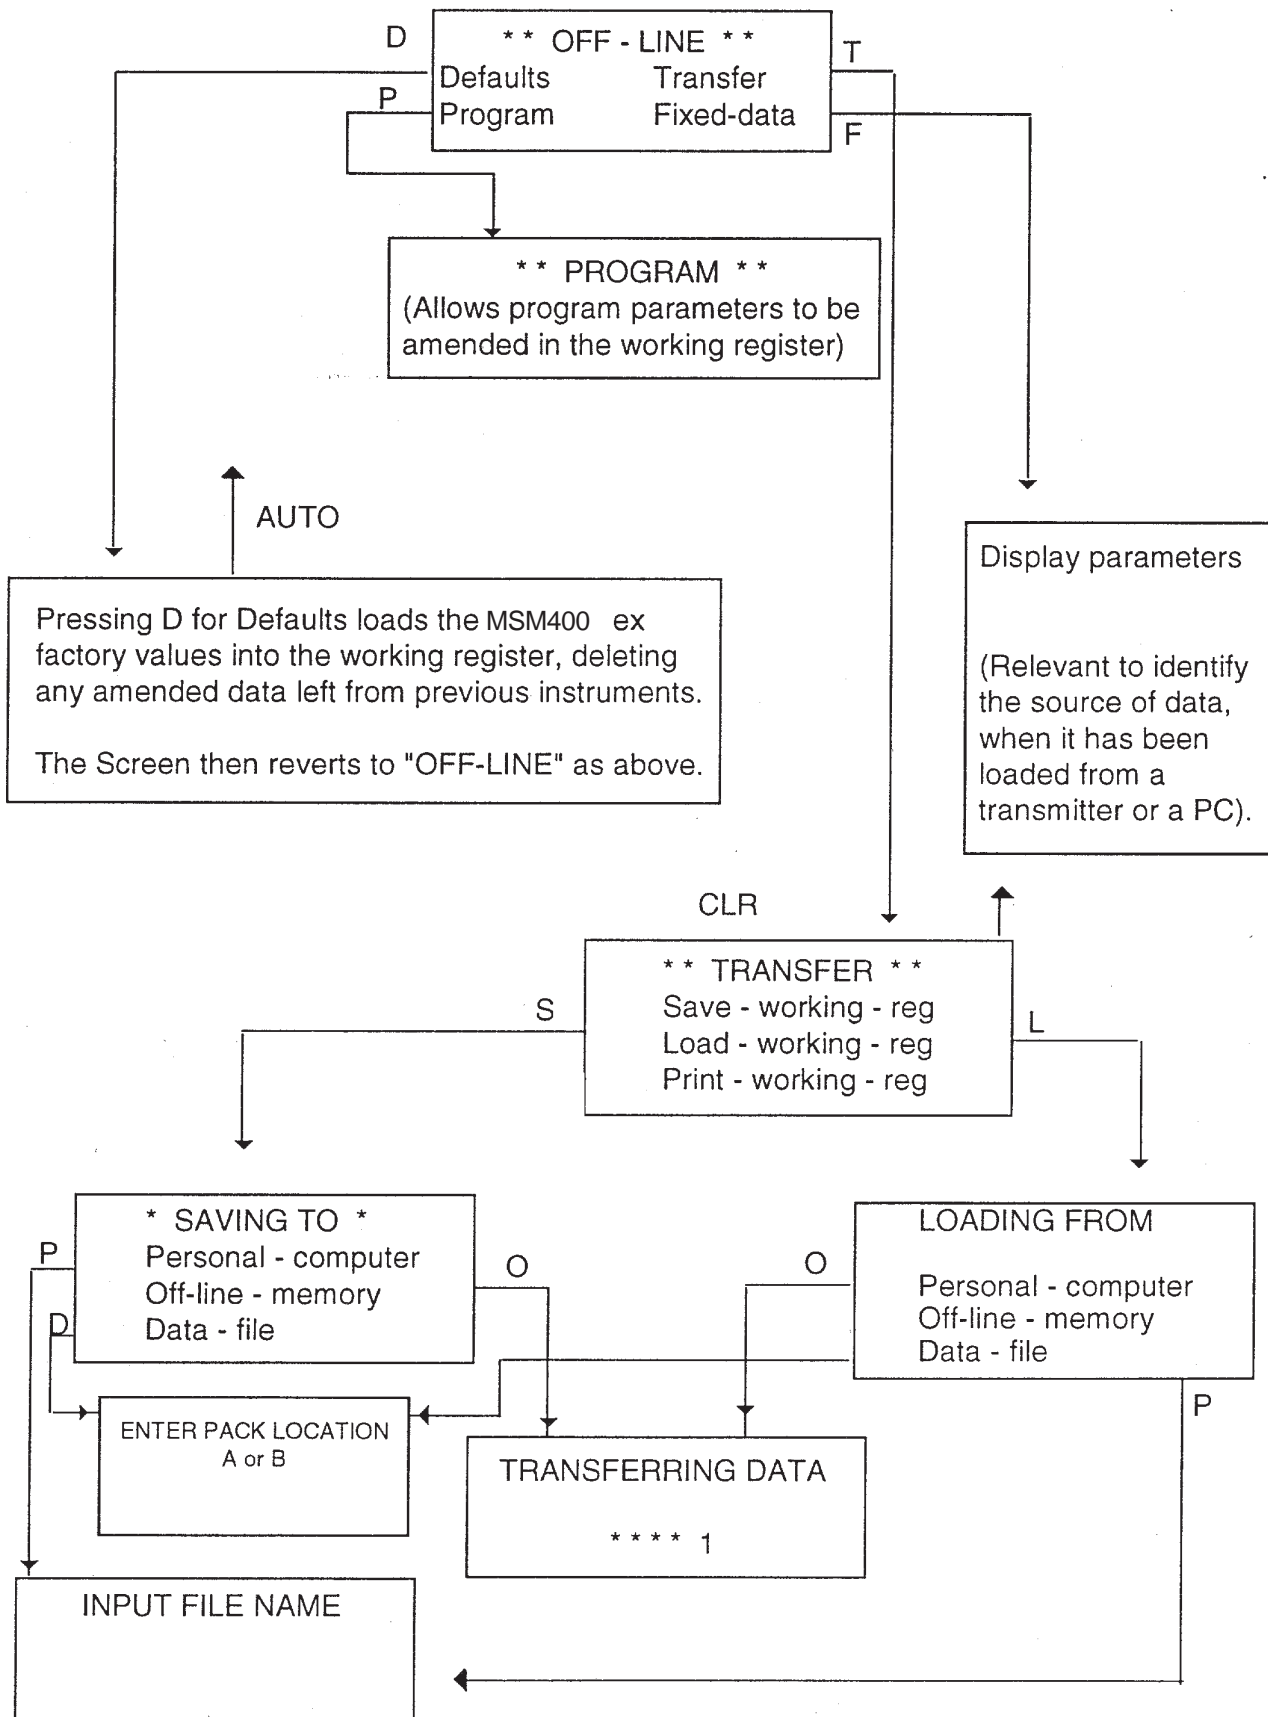 D
* * OFF - LINE * *
T
Defaults Transfer
P
Program Fixed-data
F
* * PROGRAM * *
(Allows program parameters to be
amended in the working register)
AUTO
Pressing D for Defaults loads the MSM400 ex
factory values into the working register, deleting
any amended data left from previous instruments.
The Screen then reverts to "OFF-LINE" as above.
Display parameters
(Relevant to identify
the source of data,
when it has been
loaded from a
transmitter or a PC).
CLR
* * TRANSFER * *
S
Save - working - reg
L
Load - working - reg
Print - working - reg
* SAVING TO *
P
Personal - computer
O
Off-line - memory
D
Data - file
LOADING FROM
O
Personal - computer
Off-line - memory
Data - file
P
ENTER PACK LOCATION
A or B
TRANSFERRING DATA
* * * * 1
INPUT FILE NAME